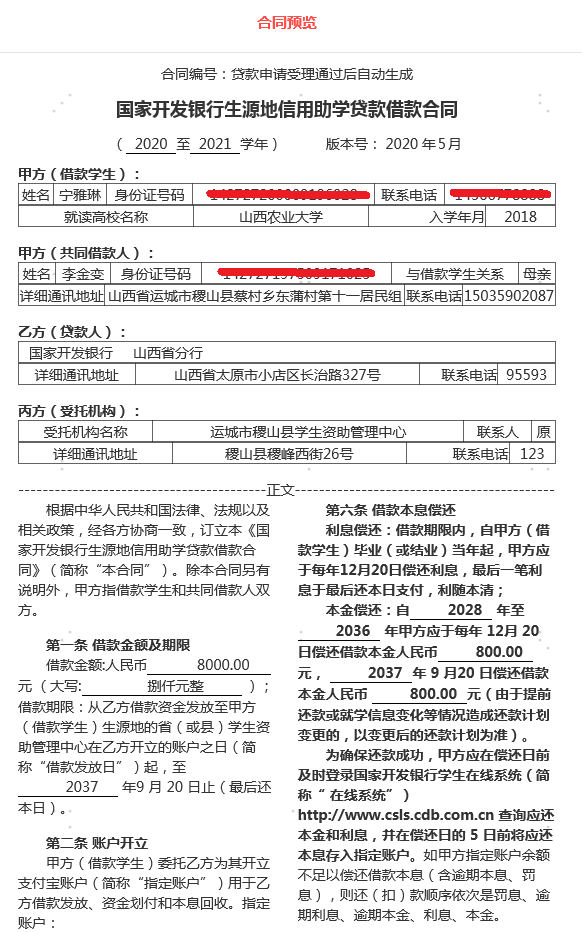 合同预览
合同编号：贷款申请受理通过后自动生成
国家开发银行生源地信用助学贷款借款合同
（ 2020 至 2021 学年 ） 版本号： 2020 年 5 月
甲方（借款学生）：
姓名 宁雅琳 身份证号码 联系电话
就读高校名称 山西农业大学 入学年月 2018
甲方（共同借款人）：
姓名 李金变 身份证号码 与借款学生关系 母亲
详细通讯地址 山西省运城市稷山县蔡村乡东蒲村第十一居民组 联系电话 15035902087
乙方（贷款人）：
国家开发银行 山西省分行
详细通讯地址 山西省太原市小店区长治路327号 联系电话 95593
丙方（受托机构）：
受托机构名称 运城市稷山县学生资助管理中心 联系人 原
详细通讯地址 稷山县稷峰西街26号 联系电话 123
正文
根据中华人民共和国法律、法规以及
相关政策，经各方协商一致，订立本《国
家开发银行生源地信用助学贷款借款合
同》（简称“本合同”）。除本合同另有
说明外，甲方指借款学生和共同借款人双
方。
第一条 借款金额及期限
借款金额:人民币 8000.00
元 （大写: 捌仟元整 ）；
借款期限：从乙方借款资金发放至甲方
（借款学生）生源地的省（或县）学生资
助管理中心在乙方开立的账户之日（简
称“借款发放日”）起，至
2037 年9 月 20 日止（最后还
本日）。
第二条 账户开立
甲方（借款学生）委托乙方为其开立
支付宝账户（简称“指定账户”）用于乙
方借款发放、资金划付和本息回收。指定
账户：
第六条 借款本息偿还
利息偿还：借款期限内，自甲方（借
款学生）毕业（或结业）当年起，甲方应
于每年12月20日偿还利息，最后一笔利
息于最后还本日支付，利随本清；
本金偿还：自 2028 年至
2036 年甲方应于每年 12月 20
日偿还借款本金人民币 800.00
元， 2037 年 9 月20 日偿还借款
本金人民币 800.00 元（由于提前
还款或就学信息变化等情况造成还款计划
变更的，以变更后的还款计划为准）。
为确保还款成功，甲方应在偿还日前
及时登录国家开发银行学生在线系统（简
称“ 在线系统”）
http://www.csls.cdb.com.cn 查询应还
本金和利息，并在偿还日的 5 日前将应还
本息存入指定账户。如甲方指定账户余额
不足以偿还借款本息（含逾期本息、罚
息），则还（扣）款顺序依次是罚息、逾
期利息、逾期本金、利息、本金。